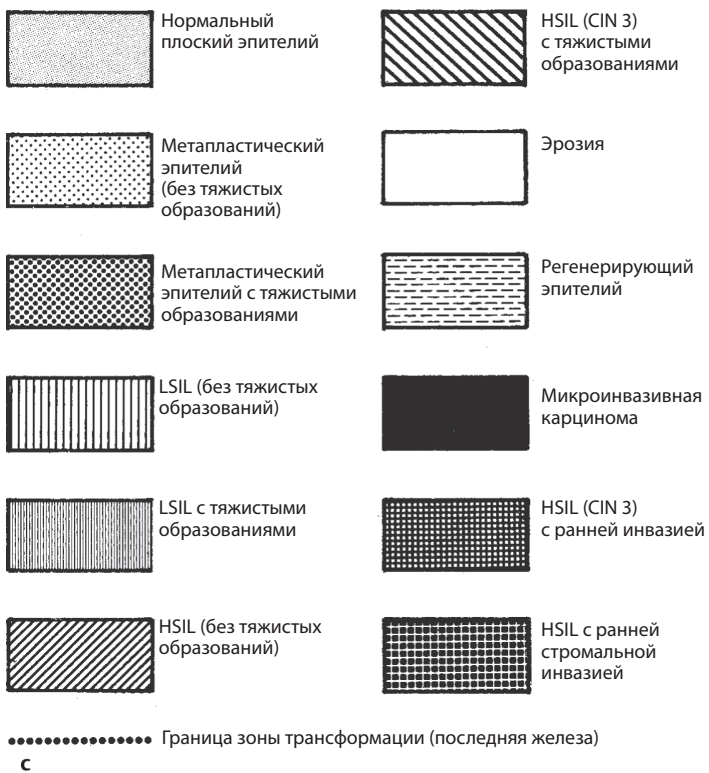 Нормальный
плоский эпителий
Метапластический
эпителий
(без тяжистых
образований)
Метапластический
эпителий с тяжистыми
образованиями
LSIL (без тяжистых
образований)
LSIL с тяжистыми
образованиями
HSIL (без тяжистых
образований)
HSIL (CIN 3)
с тяжистыми
образованиями
Эрозия
Регенерирующий
эпителий
Микроинвазивная
карцинома
HSIL (CIN 3)
с ранней инвазией
HSIL с ранней
стромальной
инвазией
Граница зоны трансформации (последняя железа)
c